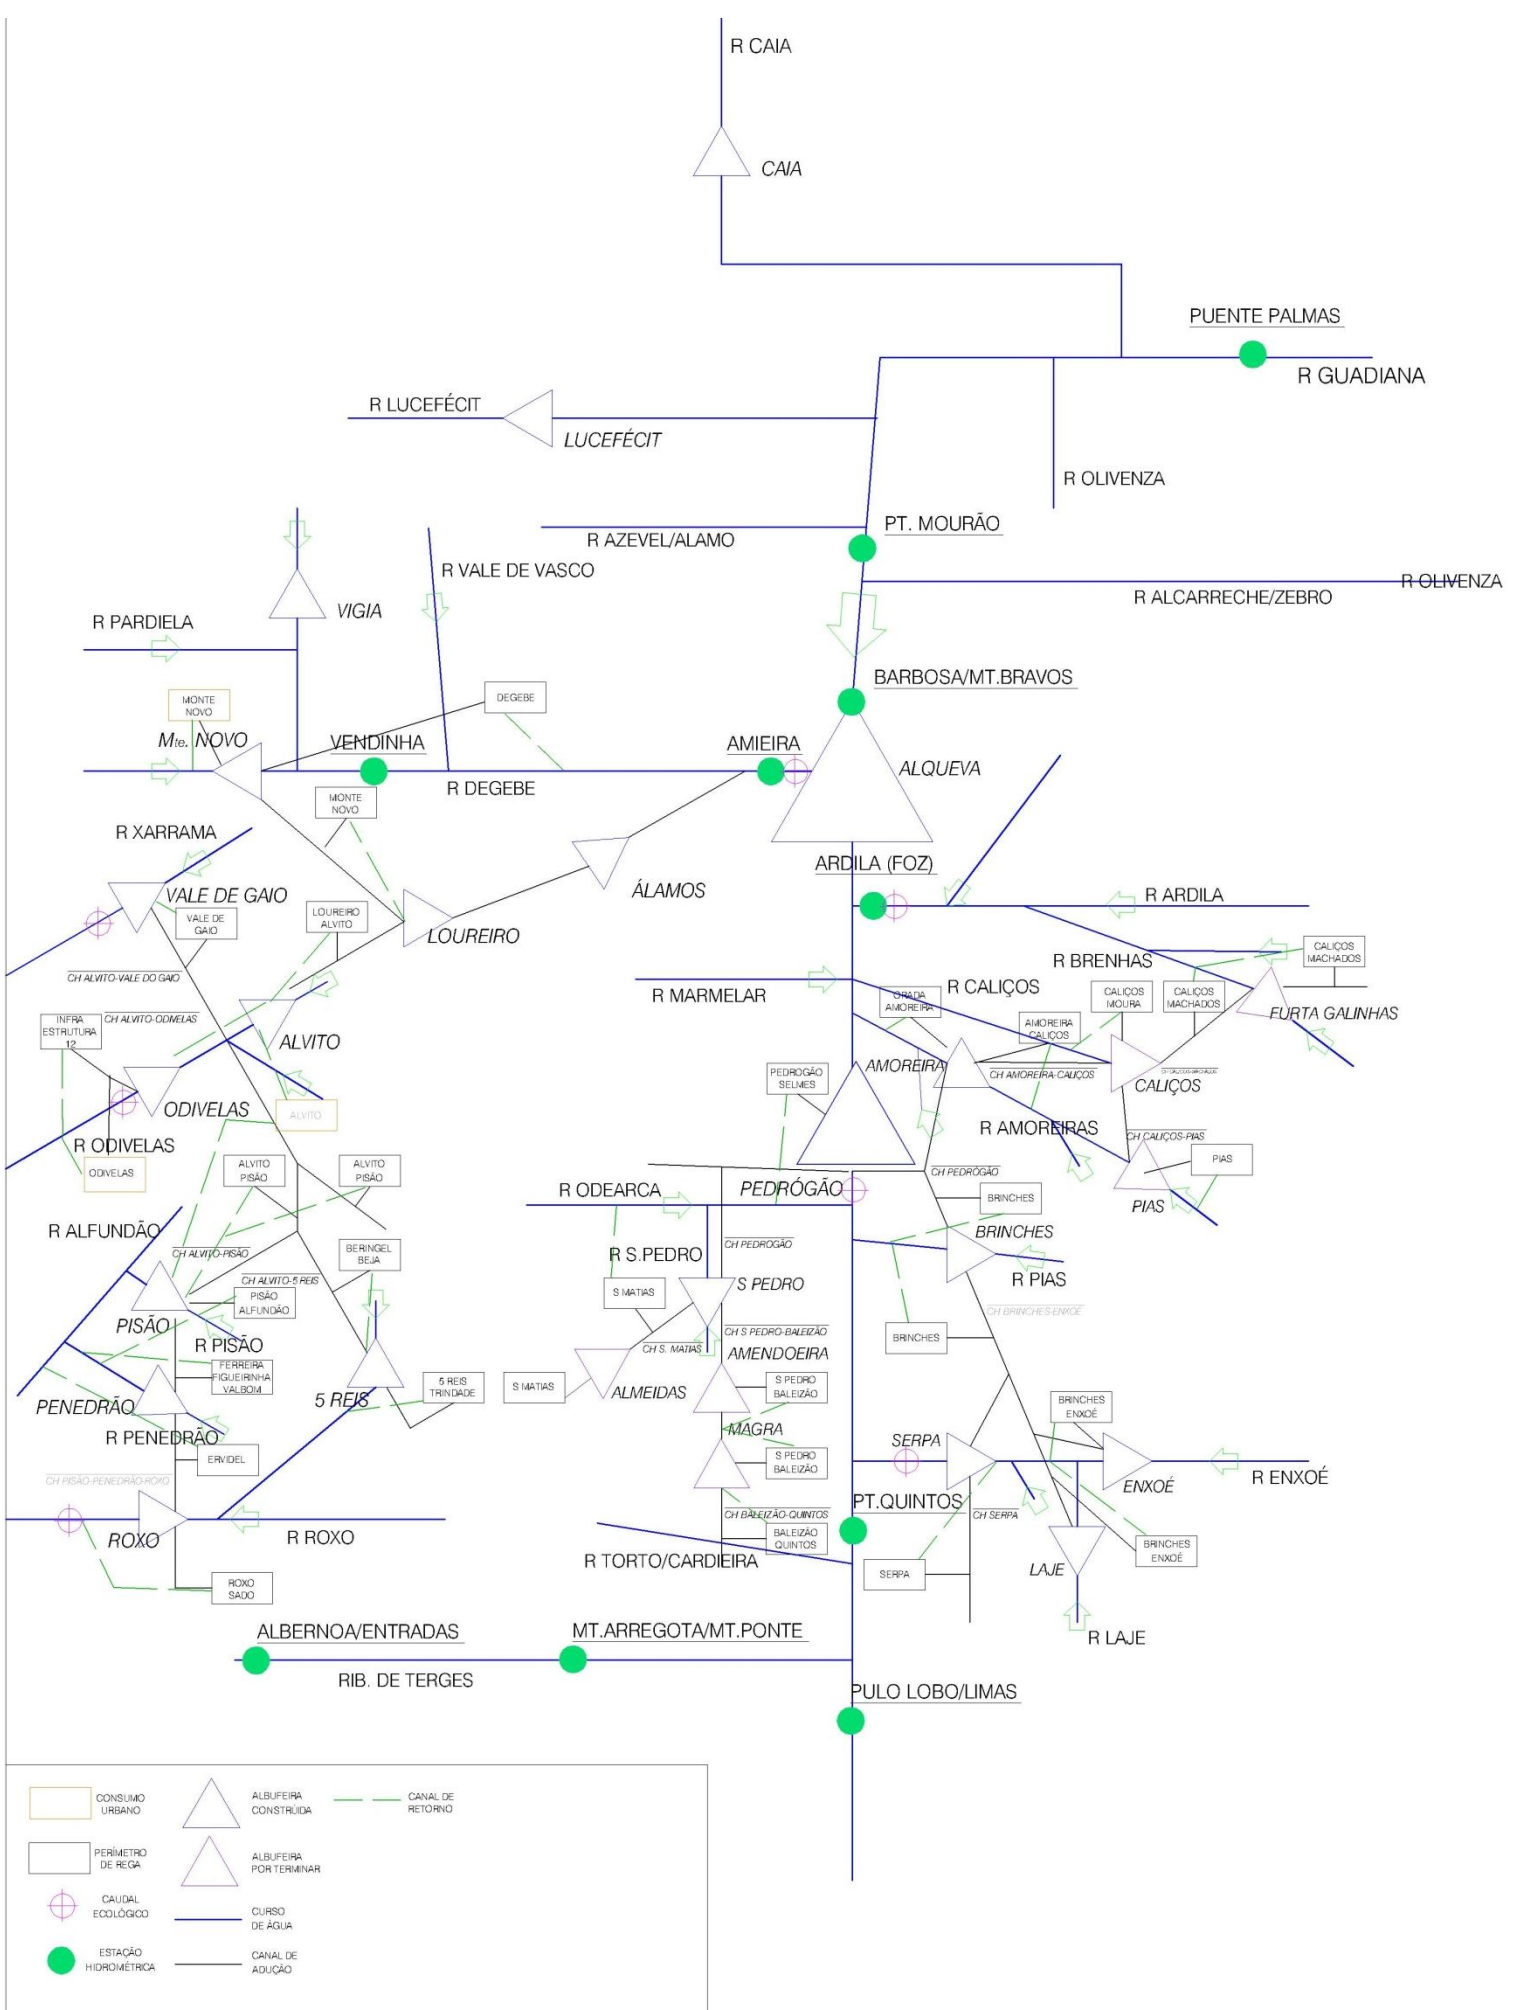 R CAIA
CAIA
PUENTE PALMAS
R GUADIANA
R LUCEFÉCIT
LUCEFÉCIT
R OLIVENZA
PT. MOURÃO
R AZEVEL/ALAMO
R VALE DE VASCO
R OLIVENZA
R ALCARRECHE/ZEBRO
VIGIA
R PARDIELA
BARBOSA/MT.BRAVOS
MONTE
NOVO
DEGEBE
Mte. NOVO
VENDINHA
AMIEIRA
ALQUEVA
R DEGEBE
MONTE
NOVO
R XARRAMA
ARDILA (FOZ)
ÁLAMOS
VALE DE GAIO
R ARDILA
VALE DE
GAIO
LOUREIRO
ALVITO
LOUREIRO
CALIÇOS
MACHADOS
R BRENHAS
CH ALVITO-VALE DO GAIO
R MARMELAR
R CALIÇOS
ORADA
AMOREIRA
CALIÇOS
MOURA
CALIÇOS
MACHADOS
FURTA GALINHAS
INFRA
ESTRUTURA
12
CH ALVITO-ODIVELAS
ALVITO
AMOREIRA
CALIÇOS
AMOREIRA
PEDROGÃO
SELMES
CH AMOREIRA-CALIÇOS
CALIÇOS
ODIVELAS
ALVITO
R AMOREIRAS
CH CALIÇOS-PIAS
R ODIVELAS
ODIVELAS
ALVITO
PISÃO
ALVITO
PISÃO
PIAS
CH PEDRÓGÃO
R ODEARCA
PEDRÓGÃO
BRINCHES
PIAS
R ALFUNDÃO
BRINCHES
CH ALVITO-PISÃO
BERINGEL
BEJA
R S.PEDRO
CH PEDRÓGÃO
R PIAS
CH ALVITO-5 REIS
PISÃO
ALFUNDÃO
S MATIAS
S PEDRO
CH BRINCHES-ENXOÉ
PISÃO
R PISÃO
CH S PEDRO-BALEIZÃO
CH S. MATIAS
BRINCHES
AMENDOEIRA
FERREIRA
FIGUEIRINHA
VALBOM
PENEDRÃO
5 REIS
5 REIS
TRINDADE
S MATIAS
ALMEIDAS
S PEDRO
BALEIZÃO
BRINCHES
ENXOÉ
R PENEDRÃO
MAGRA
SERPA
ERVIDEL
S PEDRO
BALEIZÃO
CH PISÃO-PENEDRÃO-ROXO
R ENXOÉ
ENXOÉ
PT.QUINTOS
CH BALEIZÃO-QUINTOS
CH SERPA
ROXO
R ROXO
BALEIZÃO
QUINTOS
BRINCHES
ENXOÉ
R TORTO/CARDIEIRA
SERPA
LAJE
ROXO
SADO
ALBERNOA/ENTRADAS
MT.ARREGOTA/MT.PONTE
R LAJE
RIB. DE TERGES
PULO LOBO/LIMAS
CONSUMO
URBANO
ALBUFEIRA
CONSTRÚIDA
CANAL DE
RETORNO
PERÍMETRO
DE REGA
ALBUFEIRA
POR TERMINAR
CAUDAL
ECOLÓGICO
CURSO
DE ÁGUA
ESTAÇÃO
HIDROMÉTRICA
CANAL DE
ADUÇÃO